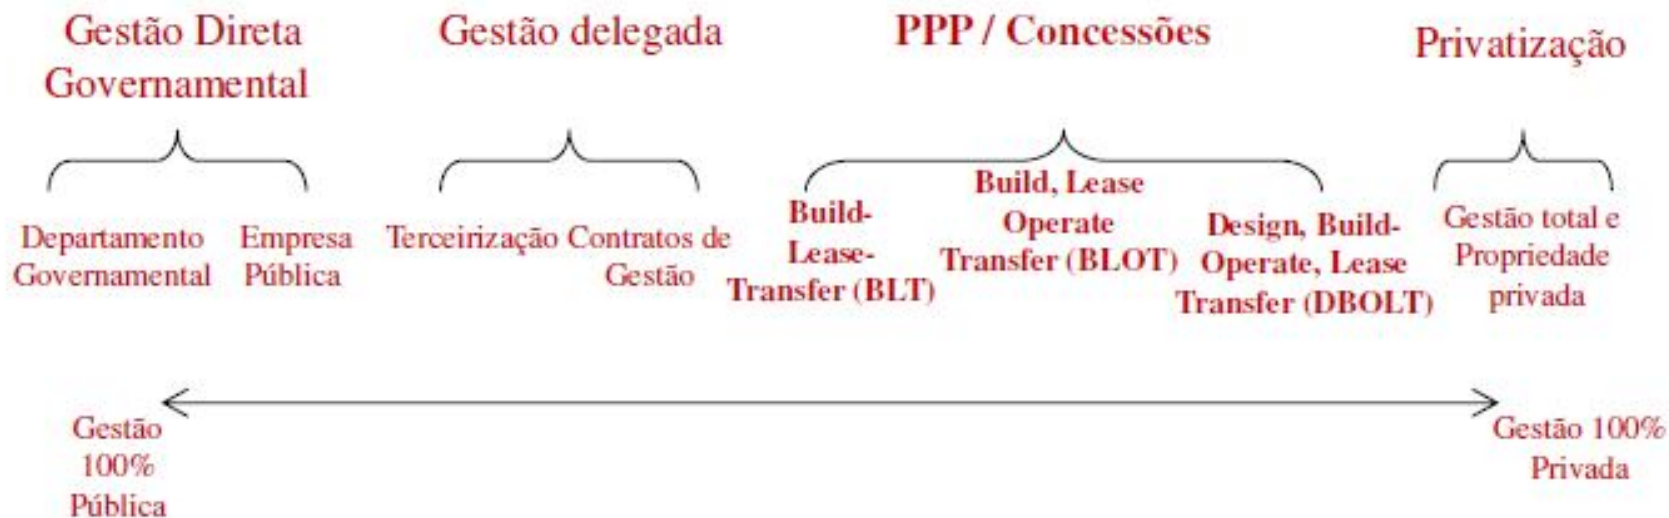 Gestão Direta
Governamental
Gestão delegada
PPP / Concessões
Privatização
Departamento
Governamental
Empresa
Pública
Terceirização
Contratos de
Gestão
Build-
Lease-
Transfer (BLT)
Build, Lease
Operate
Transfer (BLOT)
Design, Build-
Operate, Lease
Transfer (DBOLT)
Gestão total e
Propriedade
privada
Gestão
100%
Pública
Gestão 100%
Privada